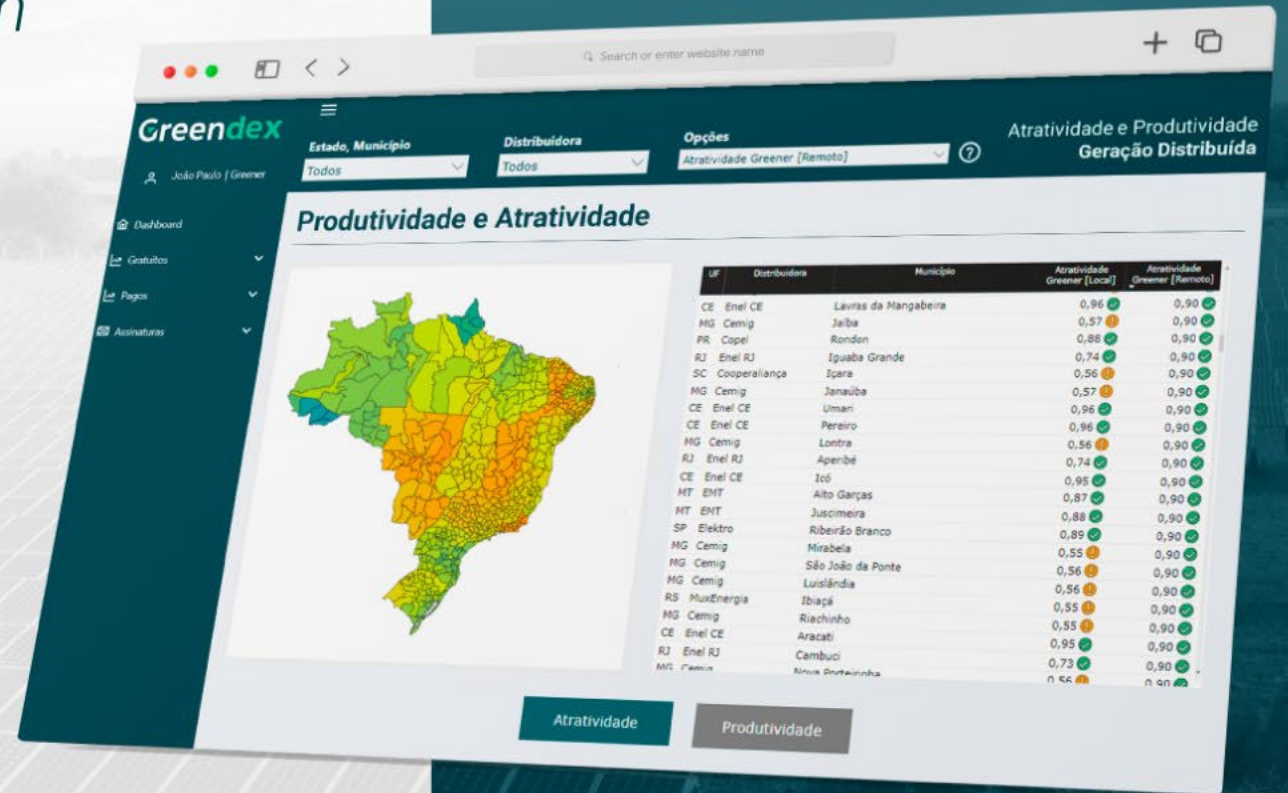 n
Search or enter website name
Greendex
João Paulo | Greener
Dashboard
Gratuitos
Pagos
Assinaturas
Estado, Município
Todos
Distribuidora
Todos
Opções
Atratividade Greener [Remoto]
?
Atratividade e Produtividade
Geração Distribuída
Produtividade e Atratividade
UF Distribuidora Município Atratividade Greener [Local] Atratividade Greener [Remoto]
CE Enel CE Lavras da Mangabeira 0,96 0,90
MG Cemig Jaíba 0,57 0,90
PR Copel Rondon 0,88 0,90
RJ Enel RJ Iguaba Grande 0,74 0,90
SC Cooperaliança Içara 0,56 0,90
MG Cemig Janaúba 0,57 0,90
CE Enel CE Umari 0,96 0,90
CE Enel CE Pereiro 0,96 0,90
MG Cemig Lontra 0,56 0,90
RJ Enel RJ Aperibé 0,74 0,90
CE Enel CE Icó 0,95 0,90
MT EMT Alto Garças 0,87 0,90
MT EMT Juscimeira 0,88 0,90
SP Elektro Ribeirão Branco 0,89 0,90
MG Cemig Mirabela 0,55 0,90
MG Cemig São João da Ponte 0,56 0,90
MG Cemig Luislândia 0,56 0,90
RS MuxEnergia Ibiaçá 0,55 0,90
MG Cemig Riachinho 0,55 0,90
CE Enel CE Aracati 0,95 0,90
RJ Enel RJ Cambuci 0,73 0,90
MG Cemig Nova Porteirinha 0,56 0,90
Atratividade
Produtividade